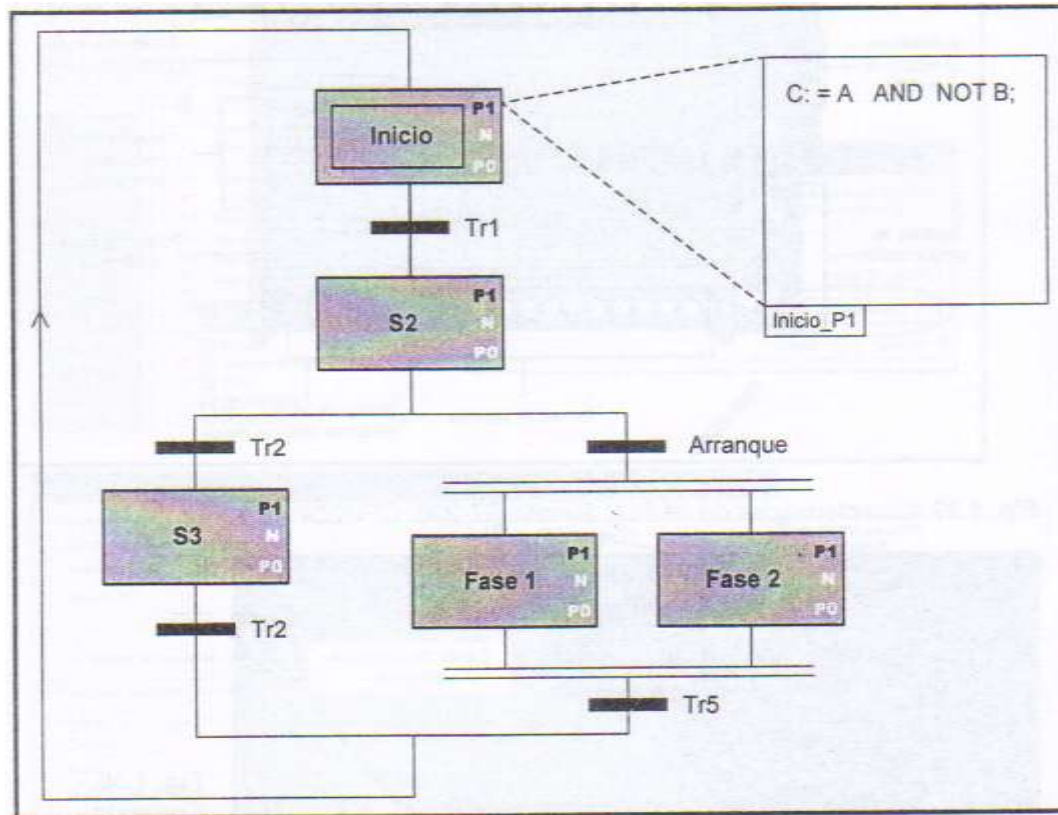 P1
Inicio
N
P0
C: = A AND NOT B;
Inicio_P1
Tr1
P1
S2
N
P0
Tr2
Arranque
P1
S3
N
P0
P1
Fase 1
N
P0
P1
Fase 2
N
P0
Tr2
Tr5